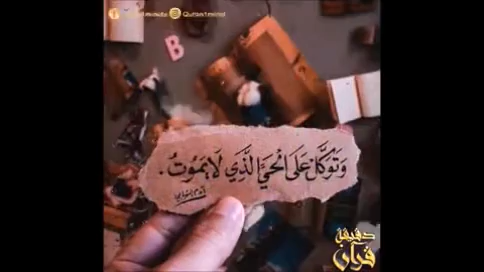 B
وَتَوَكَّلْ عَلَى الْحَيِّ الَّذِي لَا يَمُوتُ .
دقيقة
قرآن